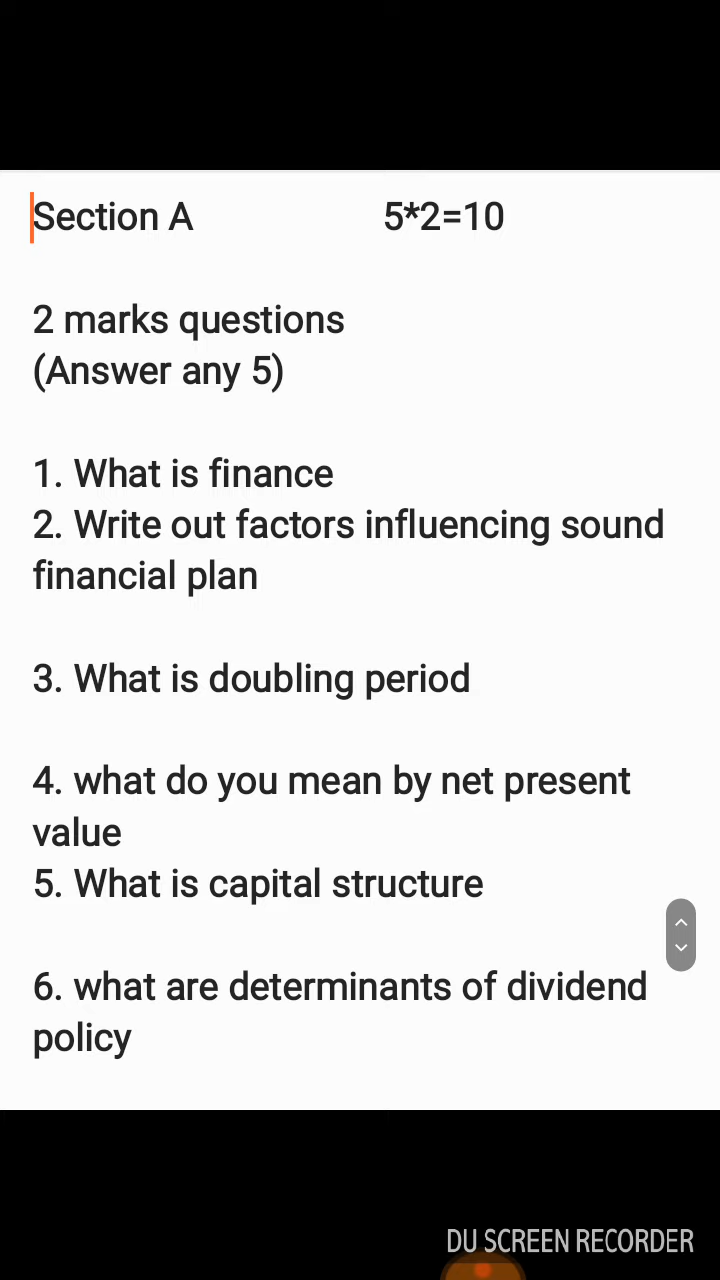 Section A 5*2=10
2 marks questions
(Answer any 5)
1. What is finance
2. Write out factors influencing sound
financial plan
3. What is doubling period
4. what do you mean by net present
value
5. What is capital structure
6. what are determinants of dividend
policy
DU SCREEN RECORDER